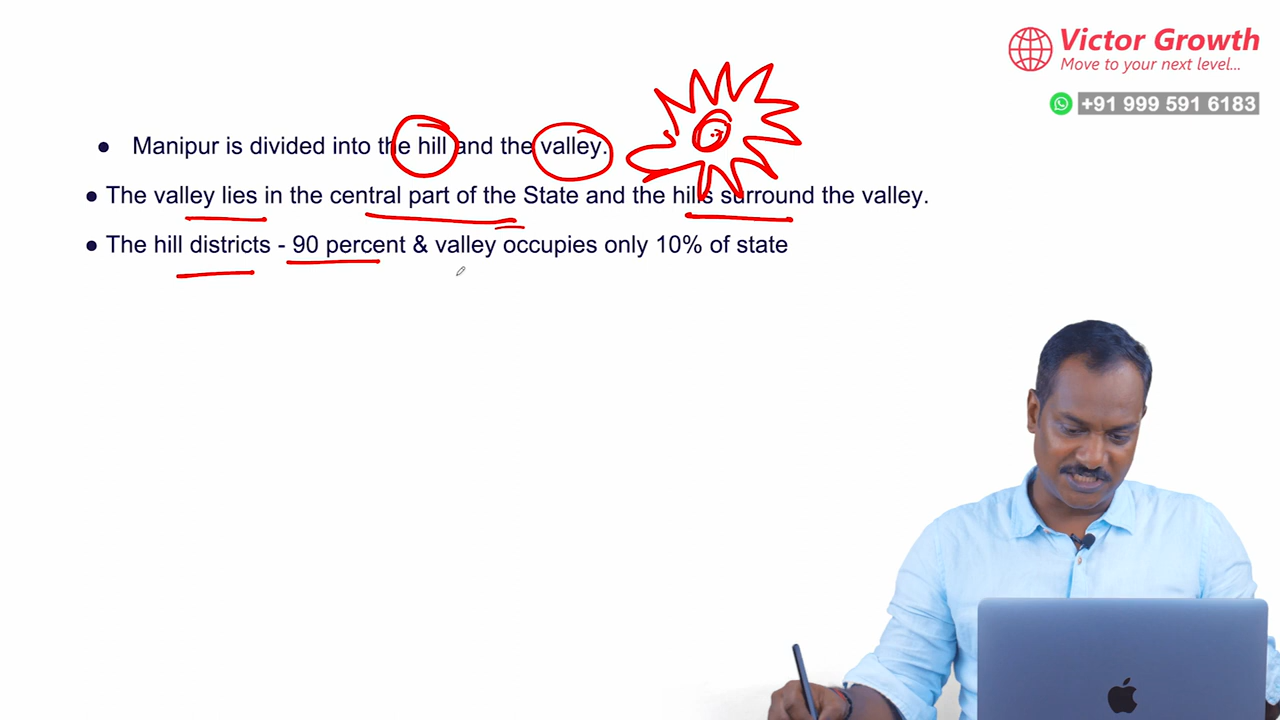 Victor Growth
Move to your next level...
+91 999 591 6183
● Manipur is divided into the hill and the valley.
● The valley lies in the central part of the State and the hills surround the valley.
● The hill districts - 90 percent & valley occupies only 10% of state